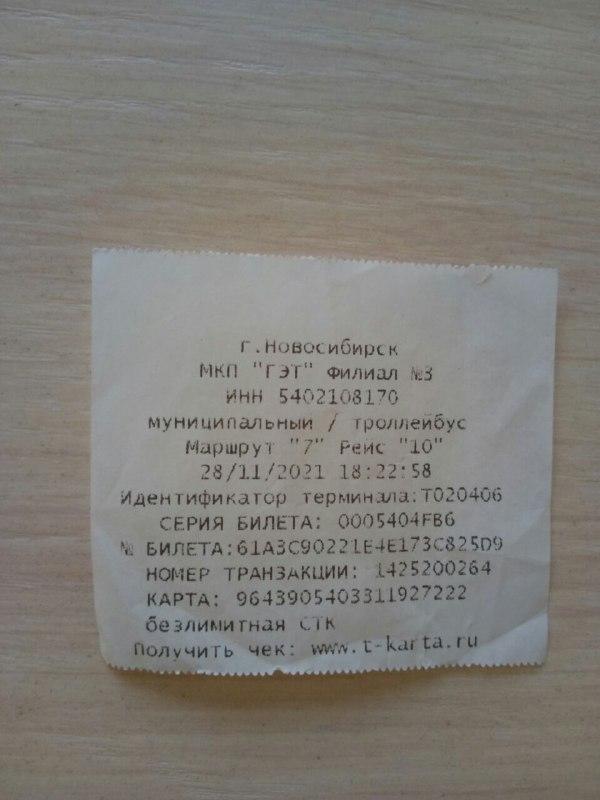 г.Новосибирск
МКП "ГЭТ" Филиал №3
ИНН 5402108170
муниципальный / троллейбус
Маршрут "7" Рейс "10"
28/11/2021 18:22:58
Идентификатор терминала:Т020406
СЕРИЯ БИЛЕТА: 0005404FB6
№ БИЛЕТА:61A3C90221E4E173C825D9
НОМЕР ТРАНЗАКЦИИ: 1425200264
КАРТА: 9643905403311927222
безлимитная СТК
Получить чек: www.t-karta.ru